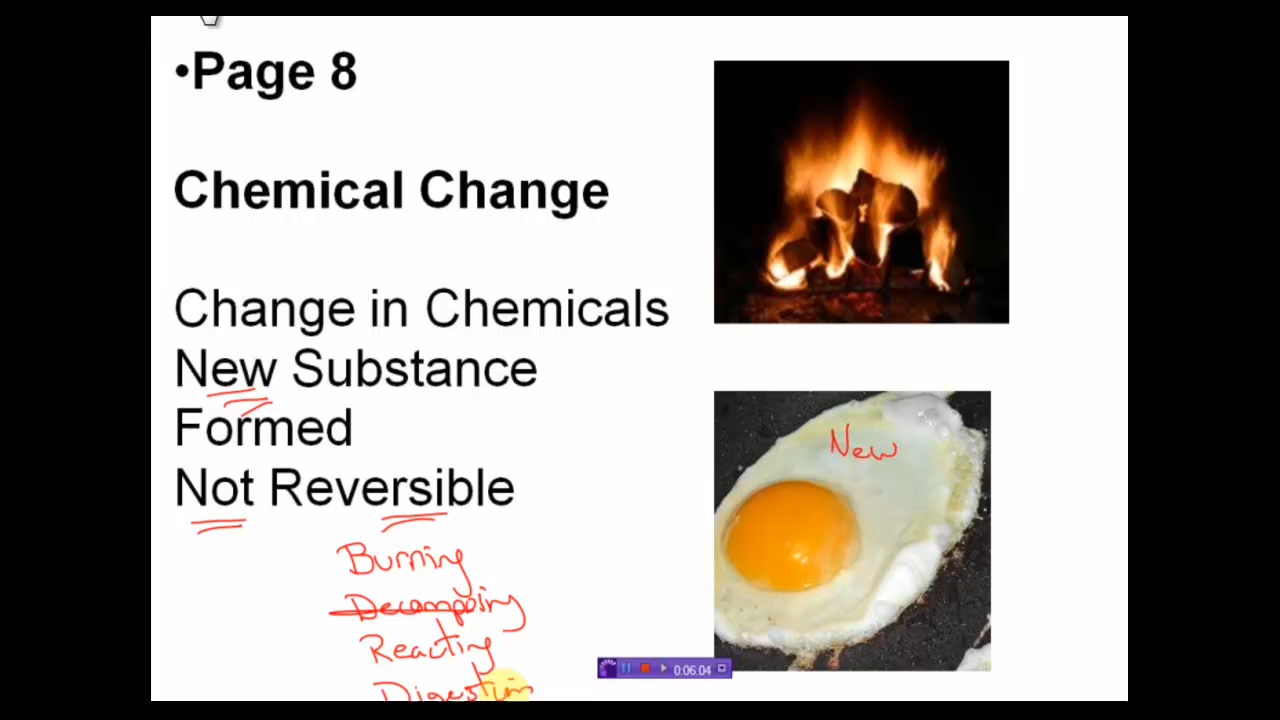 •Page 8
Chemical Change
Change in Chemicals
New Substance
Formed
Not Reversible
New
Burning
Decomposing
Reacting
Digestion
0:06.04